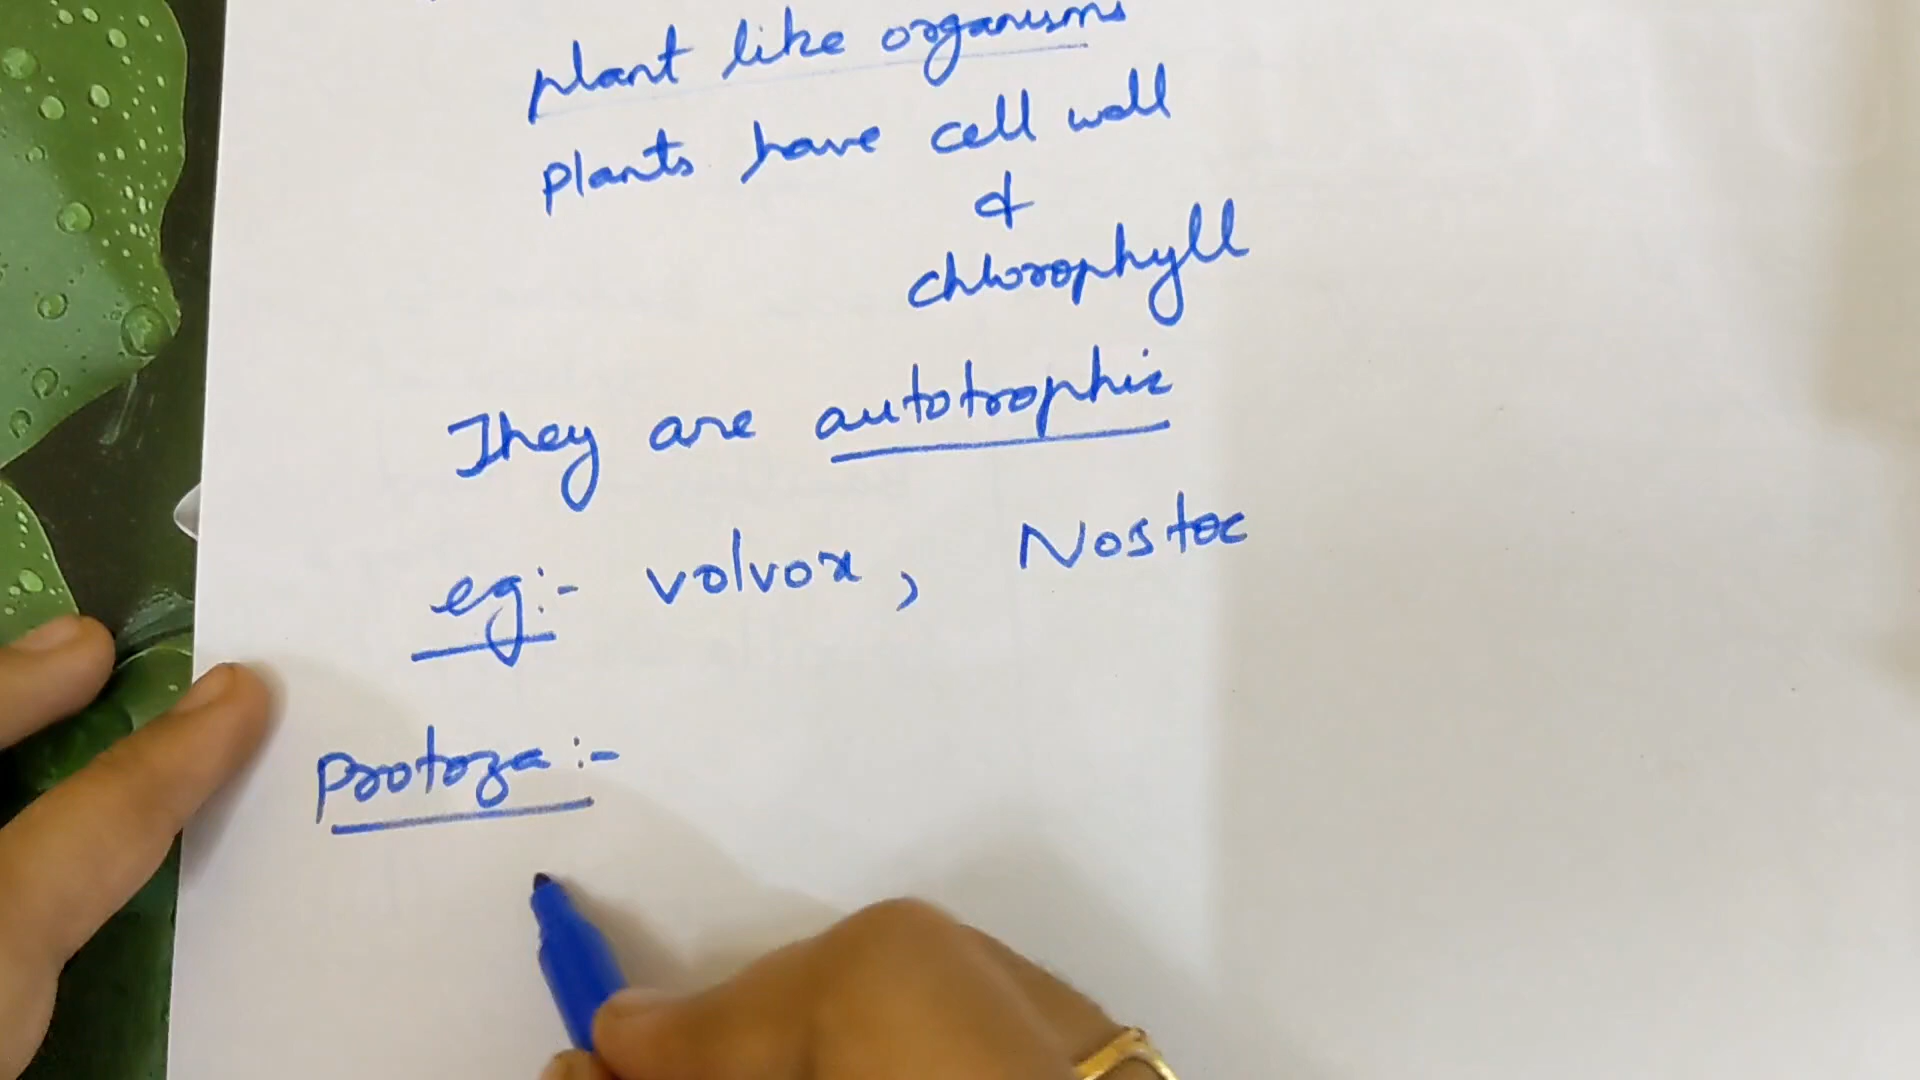 plant like organisms
plants have cell wall
&
chlorophyll
They are autotrophic
eg:- volvox, Nostoc
Protoza:-